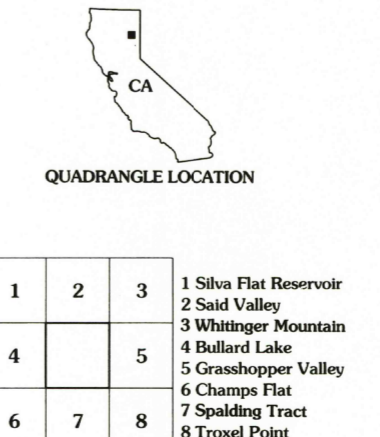 CA
QUADRANGLE LOCATION
1 2 3
4 5
6 7 8
1 Silva Flat Reservoir
2 Said Valley
3 Whitinger Mountain
4 Bullard Lake
5 Grasshopper Valley
6 Champs Flat
7 Spalding Tract
8 Troxel Point